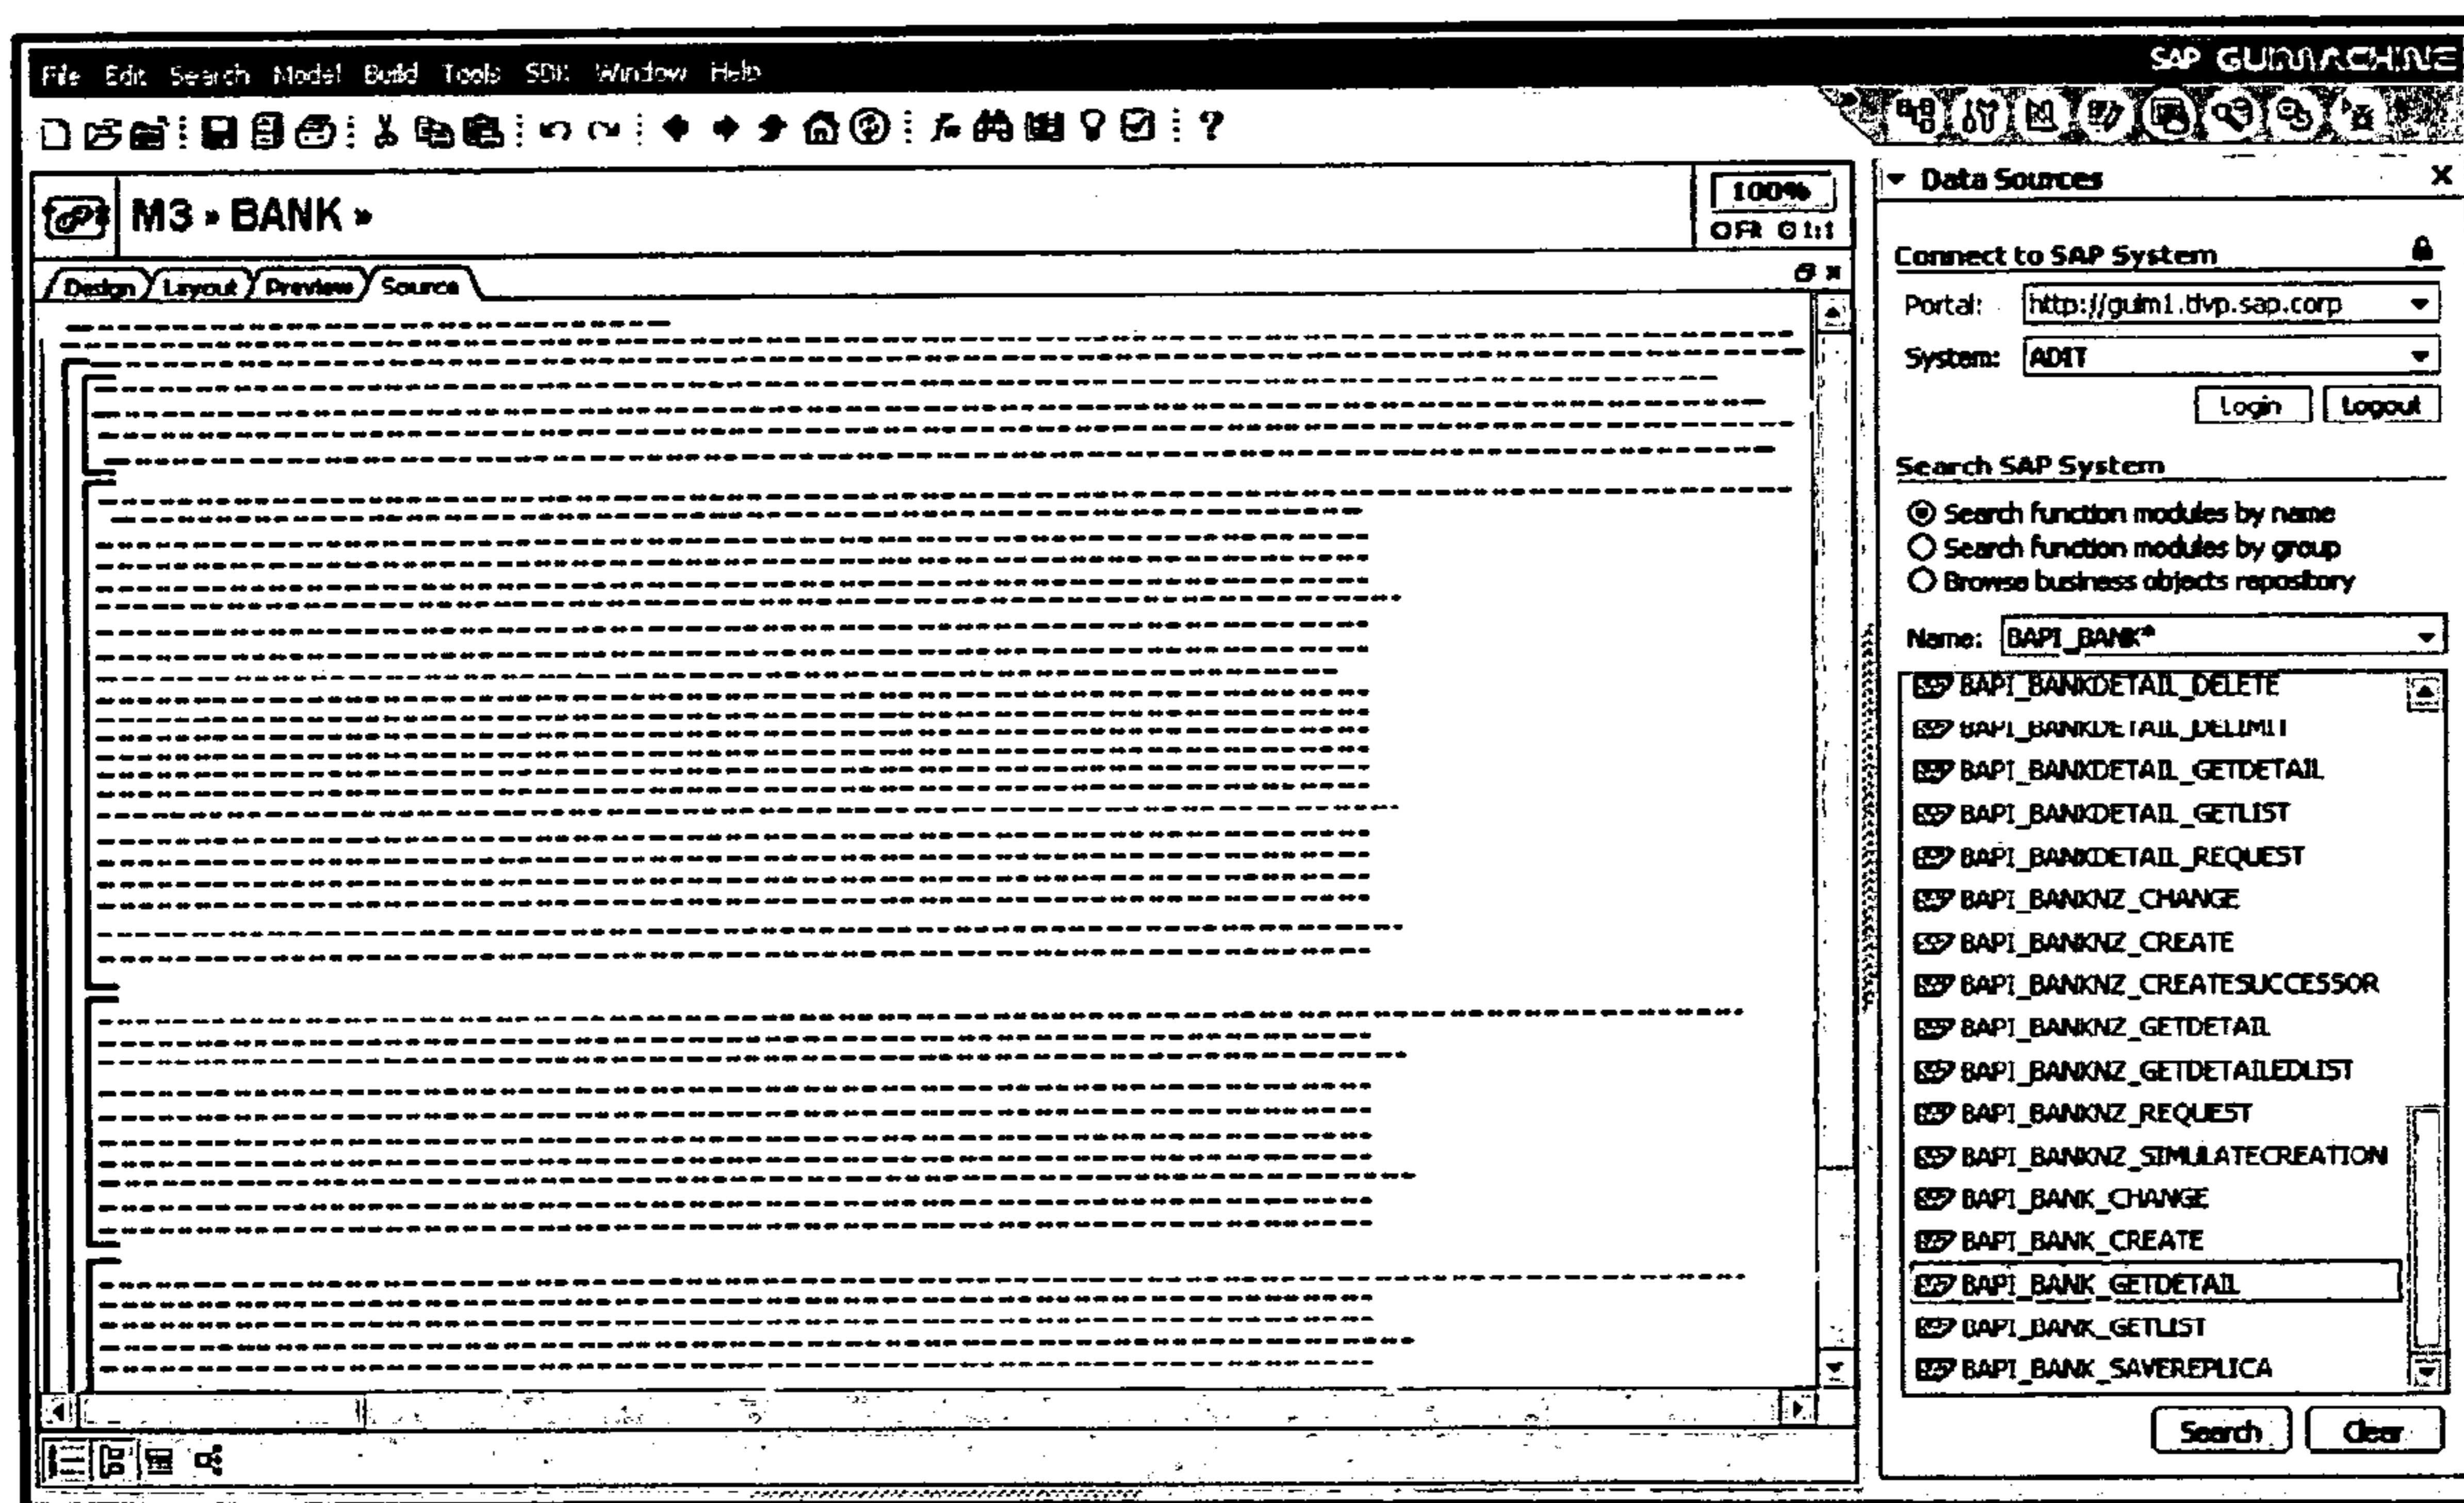 File Edit Search Model Build Tools SDK Window Help
SAP GUIMACHINE
M3 » BANK »
100%
Fit 1:1
Design Layout Preview Source
Data Sources
Connect to SAP System
Portal: http://guim1.dvp.sap.corp
System: ADIT
Login Logout
Search SAP System
Search function modules by name
Search function modules by group
Browse business objects repository
Name: BAPI_BANK*
BAPI_BANKDETAIL_DELETE
BAPI_BANKDETAIL_DELIMIT
BAPI_BANKDETAIL_GETDETAIL
BAPI_BANKDETAIL_GETLIST
BAPI_BANKDETAIL_REQUEST
BAPI_BANKNZ_CHANGE
BAPI_BANKNZ_CREATE
BAPI_BANKNZ_CREATESUCCESSOR
BAPI_BANKNZ_GETDETAIL
BAPI_BANKNZ_GETDETAILEDLIST
BAPI_BANKNZ_REQUEST
BAPI_BANKNZ_SIMULATECREATION
BAPI_BANK_CHANGE
BAPI_BANK_CREATE
BAPI_BANK_GETDETAIL
BAPI_BANK_GETLIST
BAPI_BANK_SAVEREPLICA
Search Clear